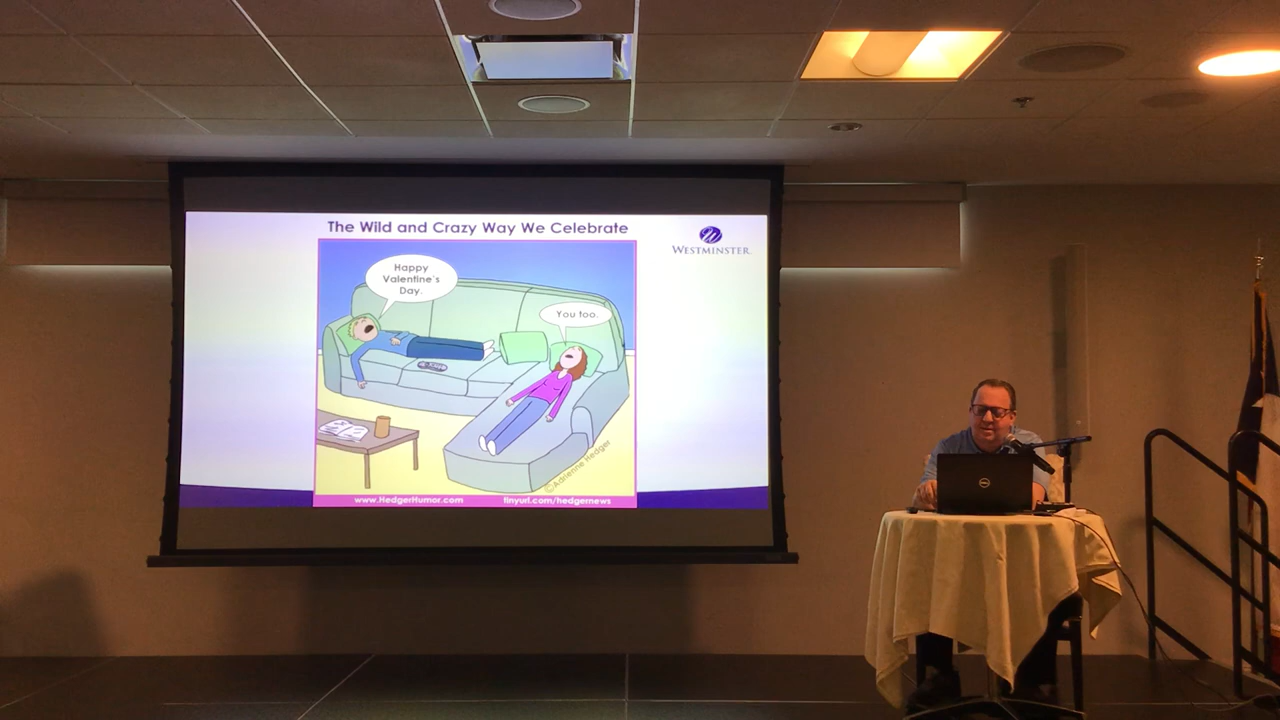 The Wild and Crazy Way We Celebrate
WESTMINSTER
Happy
Valentine's
Day.
You too.
©Adrienne Hedger
www.HedgerHumor.com
tinyurl.com/hedgernews
DELL